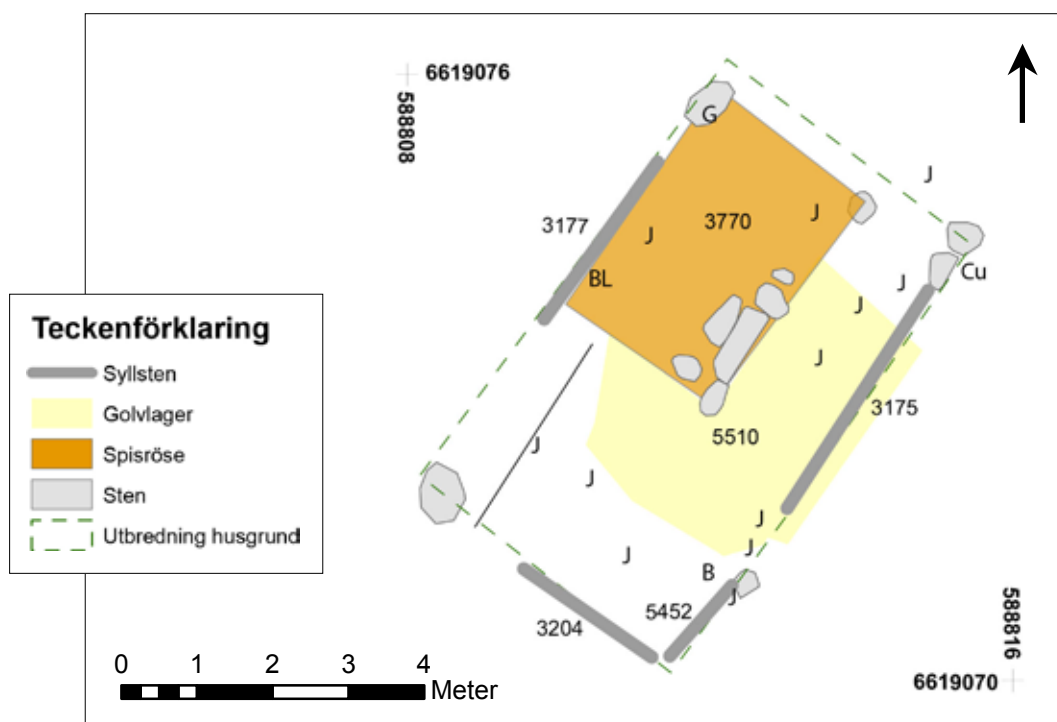 6619076
588808
G
J
3177
J
3770
J
BL
J
Cu
J
J
3175
5510
J
J
J
J
J
B
J
5452
3204
588816
6619070
Teckenförklaring
Syllsten
Golvlager
Spisröse
Sten
Utbredning husgrund
0 1 2 3 4
Meter